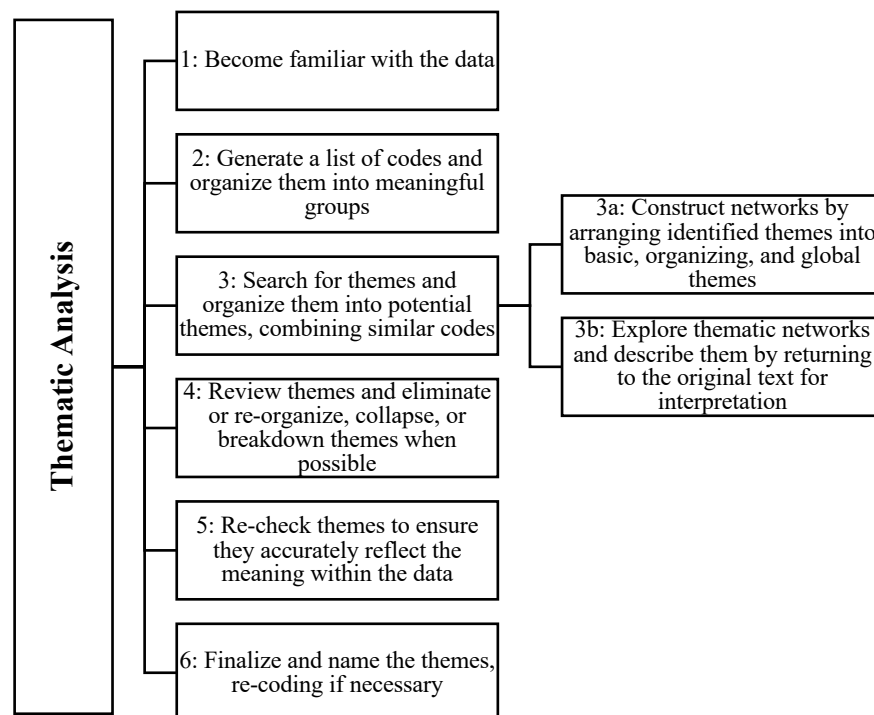 Thematic Analysis
1: Become familiar with the data
2: Generate a list of codes and
organize them into meaningful
groups
3: Search for themes and
organize them into potential
themes, combining similar codes
3a: Construct networks by
arranging identified themes into
basic, organizing, and global
themes
3b: Explore thematic networks
and describe them by returning
to the original text for
interpretation
4: Review themes and eliminate
or re-organize, collapse, or
breakdown themes when
possible
5: Re-check themes to ensure
they accurately reflect the
meaning within the data
6: Finalize and name the themes,
re-coding if necessary